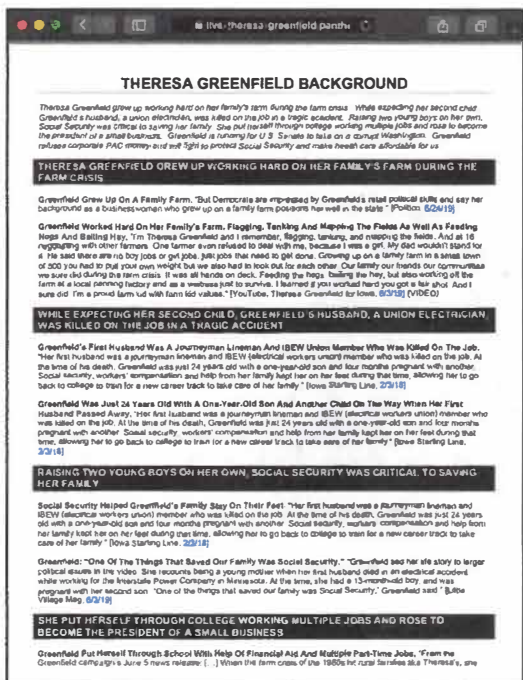 live-theresa-greenfield.panthe
THERESA GREENFIELD BACKGROUND
Theresa Greenfield grew up working hard on her family's farm during the farm crisis While expecting her second child
Greenfield's husband, a union electrician, was killed on the job in a tragic accident. Raising two young boys on her own,
Social Security was critical to saving her family She put herself through college working multiple jobs and rose to become
the president of a small business. Greenfield is running for U.S. Senate to take on a corrupt Washington. Greenfield
refuses corporate PAC money and will fight to protect Social Security and make health care affordable for us
THERESA GREENFIELD GREW UP WORKING HARD ON HER FAMILY'S FARM DURING THE
FARM CRISIS
Greenfield Grew Up On A Family Farm. "But Democrats are impressed by Greenfield's retail political skills and say her
background as a businesswoman who grew up on a family farm positions her well in the state." [Politico, 6/24/19]
Greenfield Worked Hard On Her Family's Farm, Flagging, Tanking And Mapping The Fields As Well As Feeding
Hogs And Bailing Hay, "I'm Theresa Greenfield and I remember, flagging, tanking, and mapping the fields. And at 16
negotiating with other farmers. One farmer even refused to deal with me, because I was a girl. My dad wouldn't stand for
it He said there are no boy jobs or girl jobs, just jobs that need to get done. Growing up on a family farm in a small town
of 500 you had to pull your own weight but we also had to look out for each other. Our family our friends our communities
we sure did during the farm crisis. It was all hands on deck. Feeding the hogs bailing the hay, but also working off the
farm at a local canning factory and as a waitress just to survive. I learned if you worked hard you got a fair shot And I
sure did I'm a proud farm kid with farm kid values." [YouTube, Theresa Greenfield for Iowa, 6/3/19] (VIDEO)
WHILE EXPECTING HER SECOND CHILD, GREENFIELD'S HUSBAND, A UNION ELECTRICIAN,
WAS KILLED ON THE JOB IN A TRAGIC ACCIDENT
Greenfield's First Husband Was A Journeyman Lineman And IBEW Union Member Who Was Killed On The Job.
"Her first husband was a journeyman lineman and IBEW (electrical workers union) member who was killed on the job. At
the time of his death, Greenfield was just 24 years old with a one-year-old son and four months pregnant with another.
Social security, workers' compensation and help from her family kept her on her feet during that time, allowing her to go
back to college to train for a new career track to take care of her family." [Iowa Starting Line, 2/3/18]
Greenfield Was Just 24 Years Old With A One-Year-Old Son And Another Child On The Way When Her First
Husband Passed Away, "Her first husband was a journeyman lineman and IBEW (electrical workers union) member who
was killed on the job. At the time of his death, Greenfield was just 24 years old with a one-year-old son and four months
pregnant with another Social security, workers' compensation and help from her family kept her on her feet during that
time, allowing her to go back to college to train for a new career track to take care of her family." [Iowa Starting Line,
2/3/18]
RAISING TWO YOUNG BOYS ON HER OWN, SOCIAL SECURITY WAS CRITICAL TO SAVING
HER FAMILY
Social Security Helped Greenfield's Family Stay On Their Feet. "Her first husband was a journeyman lineman and
IBEW (electrical workers union) member who was killed on the job At the time of his death, Greenfield was just 24 years
old with a one-year-old son and four months pregnant with another Social security, workers compensation and help from
her family kept her on her feet during that time, allowing her to go back to college to train for a new career track to take
care of her family" [Iowa Starting Line, 2/3/18]
Greenfield: "One Of The Things That Saved Our Family Was Social Security." "Greenfield tied her life story to larger
political issues in the video She recounts being a young mother when her first husband died in an electrical accident
while working for the Interstate Power Company in Minnesota. At the time, she had a 13-month-old boy, and was
pregnant with her second 'One of the things that saved our family was Social Security,' Greenfield said " [
Village Mag, 6/3/19]
SHE PUT HERSELF THROUGH COLLEGE WORKING MULTIPLE JOBS AND ROSE TO
BECOME THE PRESIDENT OF A SMALL BUSINESS
Greenfield Put Herself Through School With Help Of Financial Aid And Multiple Part-Time Jobs, "From the
Greenfield campaign's June 5 news release: [...] When the farm crisis of the 1980s hit rural families like Theresa's, she